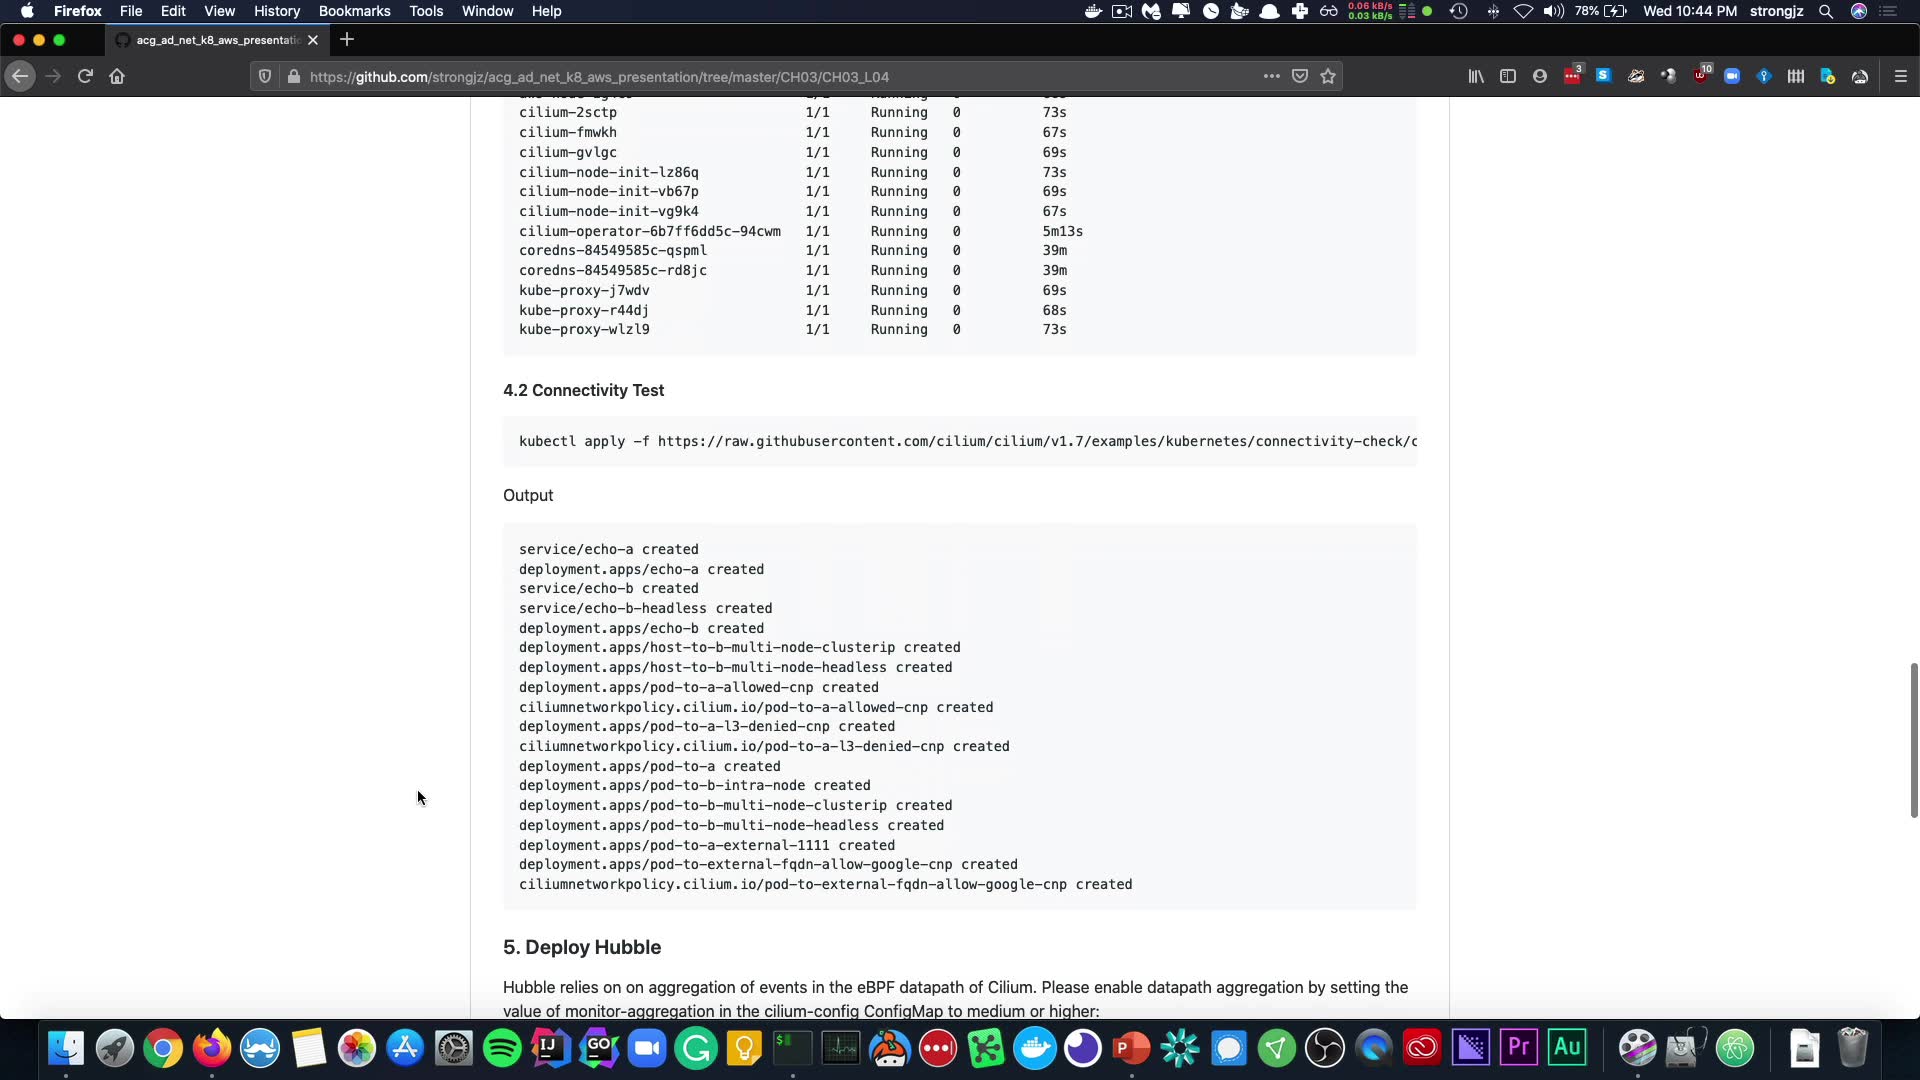 Firefox File Edit View History Bookmarks Tools Window Help 0.06 kB/s 0.03 kB/s 78% Wed 10:44 PM strongjz
acg_ad_net_k8_aws_presentatio
https://github.com/strongjz/acg_ad_net_k8_aws_presentation/tree/master/CH03/CH03_L04 3 10
cilium-2sctp 1/1 Running 0 73s
cilium-fmwkh 1/1 Running 0 67s
cilium-gvlgc 1/1 Running 0 69s
cilium-node-init-lz86q 1/1 Running 0 73s
cilium-node-init-vb67p 1/1 Running 0 69s
cilium-node-init-vg9k4 1/1 Running 0 67s
cilium-operator-6b7ff6dd5c-94cwm 1/1 Running 0 5m13s
coredns-84549585c-qspml 1/1 Running 0 39m
coredns-84549585c-rd8jc 1/1 Running 0 39m
kube-proxy-j7wdv 1/1 Running 0 69s
kube-proxy-r44dj 1/1 Running 0 68s
kube-proxy-wlzl9 1/1 Running 0 73s
4.2 Connectivity Test
kubectl apply -f https://raw.githubusercontent.com/cilium/cilium/v1.7/examples/kubernetes/connectivity-check/c
Output
service/echo-a created
deployment.apps/echo-a created
service/echo-b created
service/echo-b-headless created
deployment.apps/echo-b created
deployment.apps/host-to-b-multi-node-clusterip created
deployment.apps/host-to-b-multi-node-headless created
deployment.apps/pod-to-a-allowed-cnp created
ciliumnetworkpolicy.cilium.io/pod-to-a-allowed-cnp created
deployment.apps/pod-to-a-l3-denied-cnp created
ciliumnetworkpolicy.cilium.io/pod-to-a-l3-denied-cnp created
deployment.apps/pod-to-a created
deployment.apps/pod-to-b-intra-node created
deployment.apps/pod-to-b-multi-node-clusterip created
deployment.apps/pod-to-b-multi-node-headless created
deployment.apps/pod-to-a-external-1111 created
deployment.apps/pod-to-external-fqdn-allow-google-cnp created
ciliumnetworkpolicy.cilium.io/pod-to-external-fqdn-allow-google-cnp created
5. Deploy Hubble
Hubble relies on on aggregation of events in the eBPF datapath of Cilium. Please enable datapath aggregation by setting the
value of monitor-aggregation in the cilium-config ConfigMap to medium or higher:
IJ GO $ P Pr Au